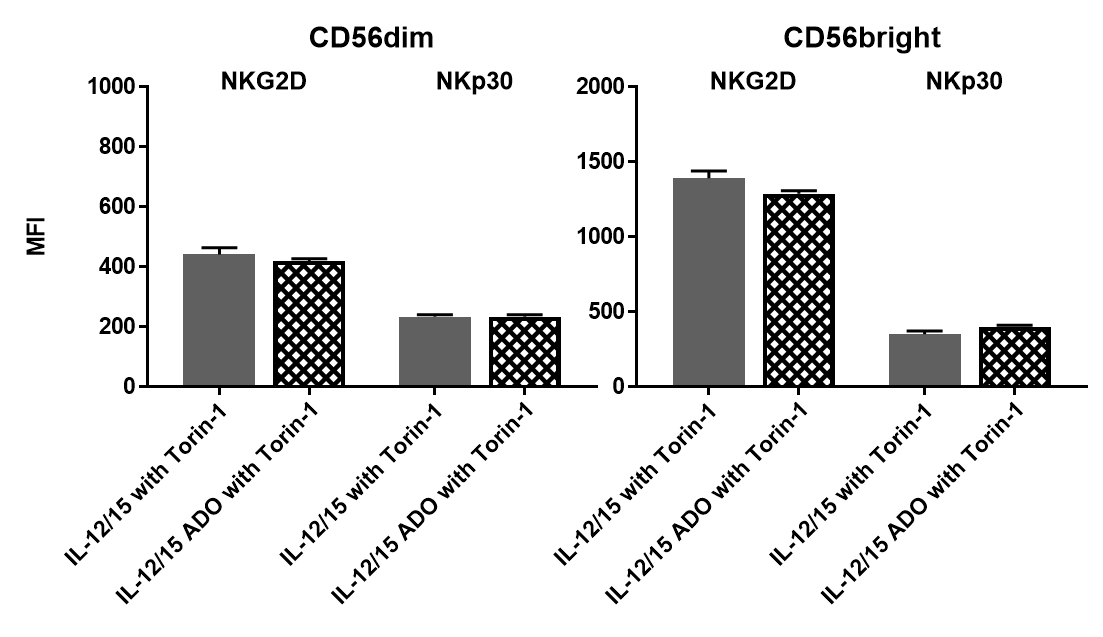 CD56dim
CD56bright
NKG2D
NKp30
NKG2D
NKp30
MFI
1000
800
600
400
200
0
2000
1500
1000
500
0
IL-12/15 with Torin-1
IL-12/15 ADO with Torin-1
IL-12/15 with Torin-1
IL-12/15 ADO with Torin-1
IL-12/15 with Torin-1
IL-12/15 ADO with Torin-1
IL-12/15 with Torin-1
IL-12/15 ADO with Torin-1